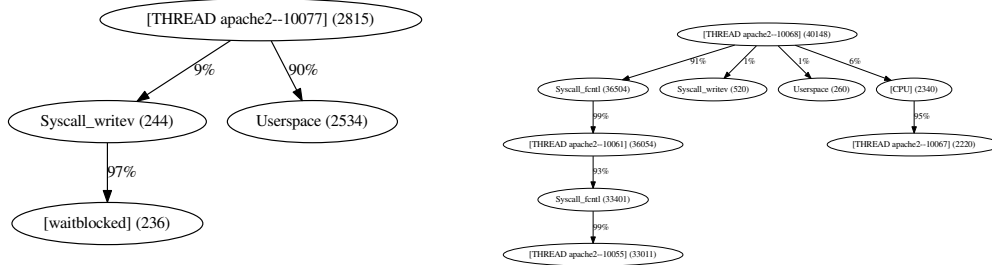 [THREAD apache2--10077] (2815)
9%
90%
Syscall_writev (244)
Userspace (2534)
97%
[waitblocked] (236)
[THREAD apache2--10068] (40148)
91%
1%
1%
6%
Syscall_fcntl (36504)
Syscall_writev (520)
Userspace (260)
[CPU] (2340)
99%
95%
[THREAD apache2--10061] (36054)
[THREAD apache2--10067] (2220)
93%
Syscall_fcntl (33401)
99%
[THREAD apache2--10055] (33011)